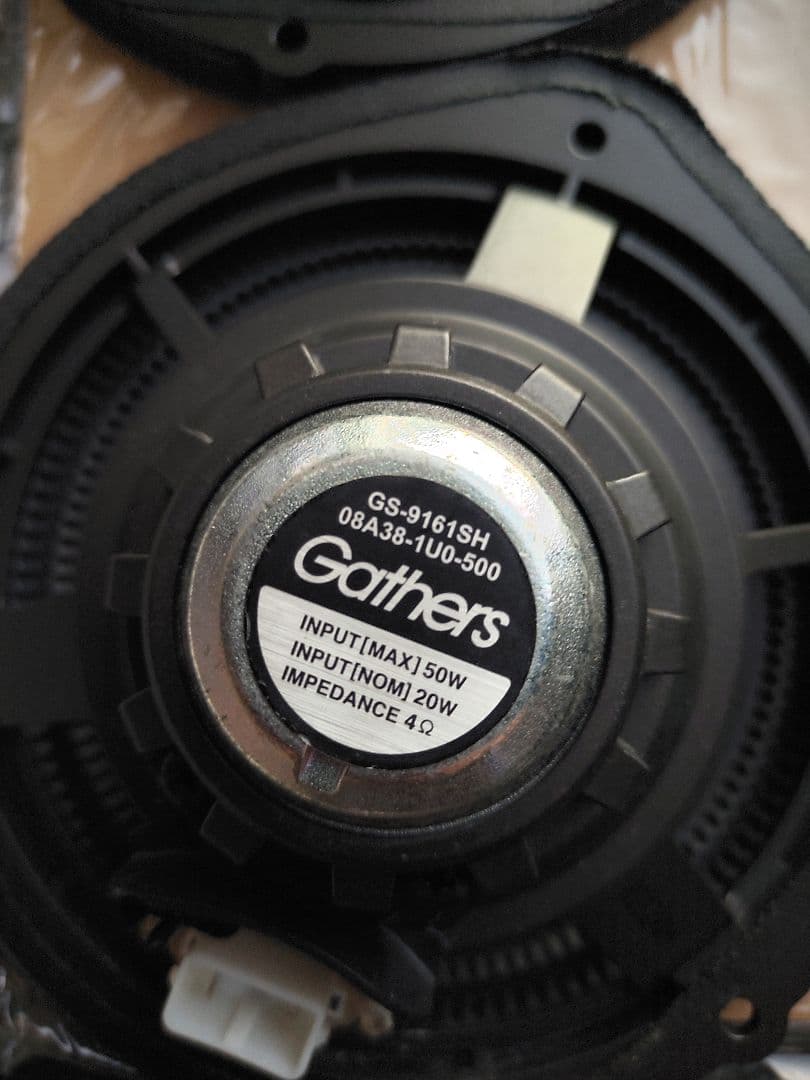 GS-9161SH
08A38-1U0-500
Gathers
INPUT[MAX] 50W
INPUT[NOM] 20W
IMPEDANCE 4Ω